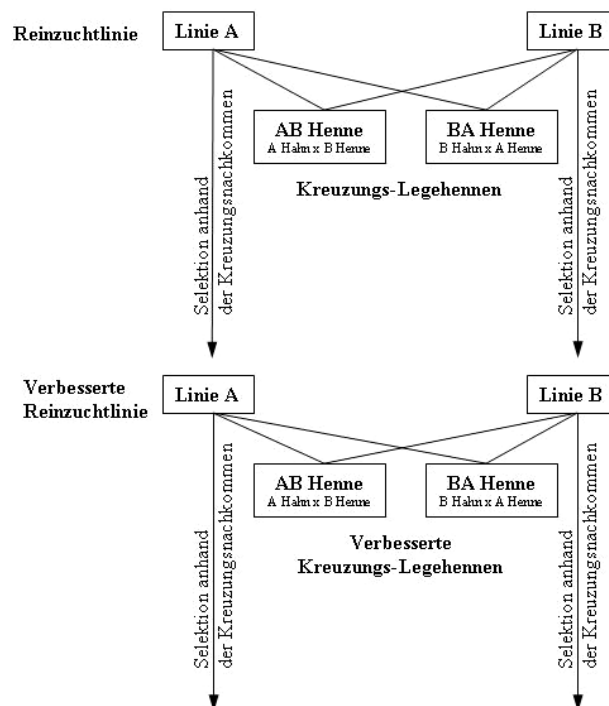 Reinzuchtlinie
Linie A
Linie B
AB Henne
A Hahn x B Henne
BA Henne
B Hahn x A Henne
Kreuzungs-Legehennen
Selektion anhand
der Kreuzungsnachkommen
Selektion anhand
der Kreuzungsnachkommen
Verbesserte
Reinzuchtlinie
Linie A
Linie B
AB Henne
A Hahn x B Henne
BA Henne
B Hahn x A Henne
Verbesserte
Kreuzungs-Legehennen
Selektion anhand
der Kreuzungsnachkommen
Selektion anhand
der Kreuzungsnachkommen